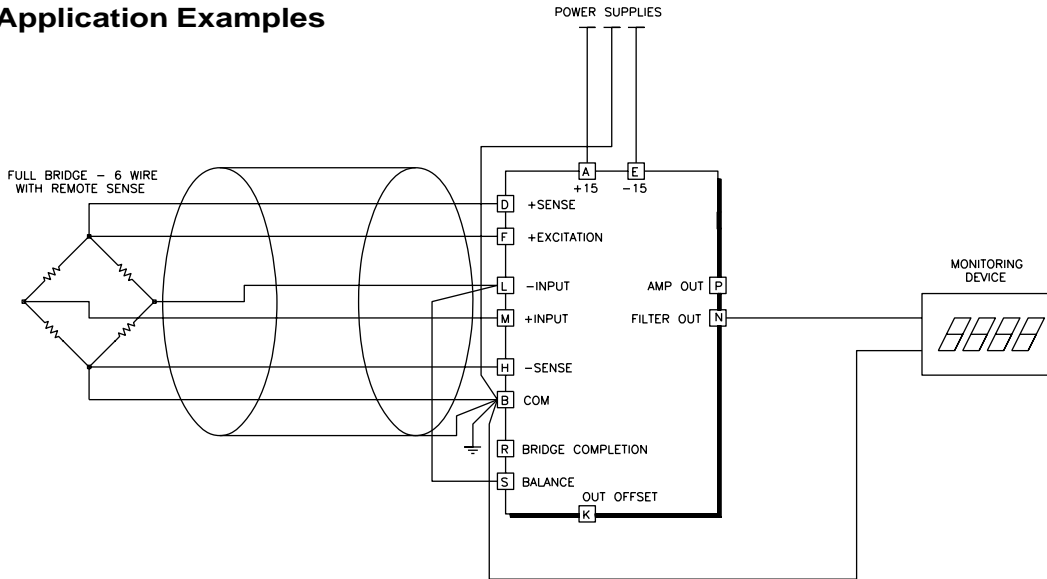 Application Examples
POWER SUPPLIES
FULL BRIDGE – 6 WIRE
WITH REMOTE SENSE
A
E
+15
-15
D +SENSE
F +EXCITATION
L -INPUT
AMP OUT P
M +INPUT
FILTER OUT N
H -SENSE
B COM
R BRIDGE COMPLETION
S BALANCE
OUT OFFSET
K
MONITORING
DEVICE
8888